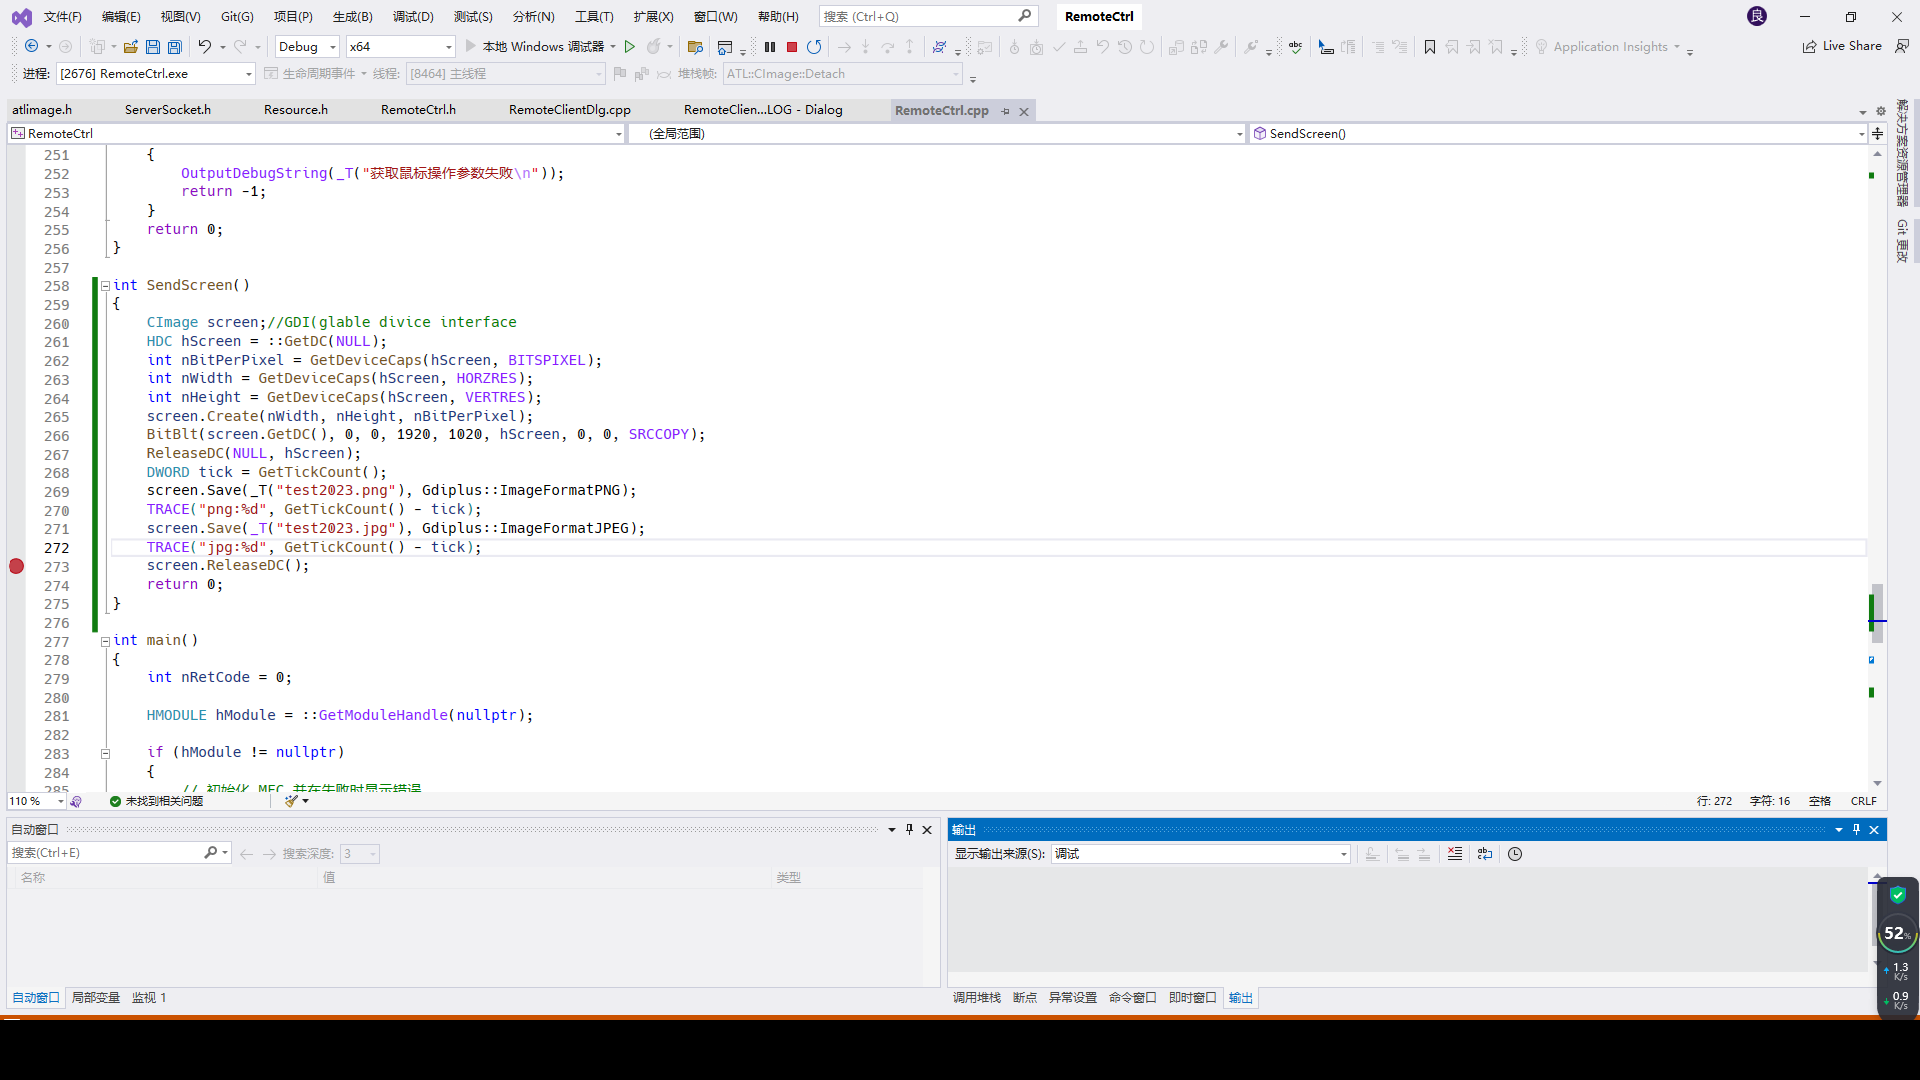 文件(F) 编辑(E) 视图(V) Git(G) 项目(P) 生成(B) 调试(D) 测试(S) 分析(N) 工具(T) 扩展(X) 窗口(W) 帮助(H) 搜索 (Ctrl+Q) RemoteCtrl 良
Debug x64 本地 Windows 调试器 Application Insights Live Share
进程: [2676] RemoteCtrl.exe 生命周期事件 线程: [8464] 主线程 堆栈帧: ATL::CImage::Detach
atlimage.h ServerSocket.h Resource.h RemoteCtrl.h RemoteClientDlg.cpp RemoteClien...LOG - Dialog RemoteCtrl.cpp
RemoteCtrl (全局范围) SendScreen()
251 {
252 OutputDebugString(_T("获取鼠标操作参数失败\n"));
253 return -1;
254 }
255 return 0;
256 }
257
258 int SendScreen()
259 {
260 CImage screen;//GDI(glable divice interface
261 HDC hScreen = ::GetDC(NULL);
262 int nBitPerPixel = GetDeviceCaps(hScreen, BITSPIXEL);
263 int nWidth = GetDeviceCaps(hScreen, HORZRES);
264 int nHeight = GetDeviceCaps(hScreen, VERTRES);
265 screen.Create(nWidth, nHeight, nBitPerPixel);
266 BitBlt(screen.GetDC(), 0, 0, 1920, 1020, hScreen, 0, 0, SRCCOPY);
267 ReleaseDC(NULL, hScreen);
268 DWORD tick = GetTickCount();
269 screen.Save(_T("test2023.png"), Gdiplus::ImageFormatPNG);
270 TRACE("png:%d", GetTickCount() - tick);
271 screen.Save(_T("test2023.jpg"), Gdiplus::ImageFormatJPEG);
272 TRACE("jpg:%d", GetTickCount() - tick);
273 screen.ReleaseDC();
274 return 0;
275 }
276
277 int main()
278 {
279 int nRetCode = 0;
280
281 HMODULE hModule = ::GetModuleHandle(nullptr);
282
283 if (hModule != nullptr)
284 {
285 // 初始化 MFC 并在失败时显示错误
110 % 未找到相关问题 行: 272 字符: 16 空格 CRLF
解决方案资源管理器
Git 更改
自动窗口
搜索(Ctrl+E) 搜索深度: 3
名称 值 类型
自动窗口 局部变量 监视 1
输出
显示输出来源(S): 调试
调用堆栈 断点 异常设置 命令窗口 即时窗口 输出
52%
1.3
K/s
0.9
K/s